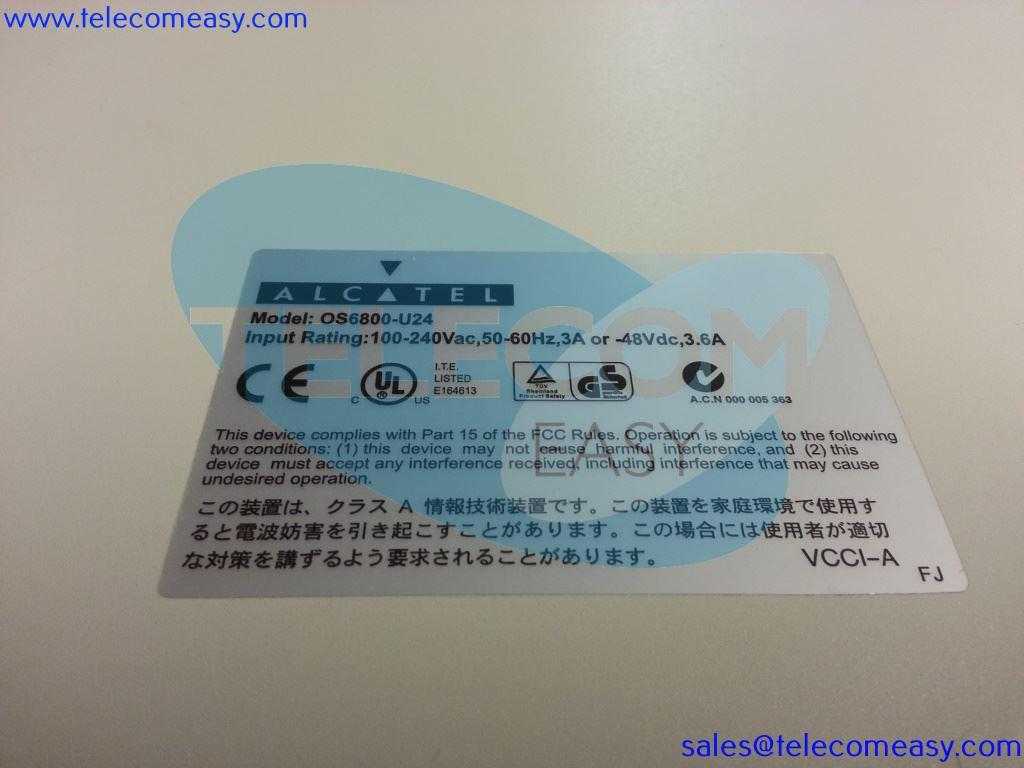 www.telecomeasy.com
ALCATEL
Model: OS6800-U24
Input Rating:100-240Vac,50-60Hz,3A or -48Vdc,3.6A
TELECOM
CE
C UL ® US
I.T.E.
LISTED
E164613
TÜV
Rheinland
Product Safety
GS
geprüfte
Sicherheit
A.C.N 000 005 363
This device complies with Part 15 of the FCC Rules. Operation is subject to the following
two conditions: (1) this device may not cause harmful interference, and (2) this
device must accept any interference received, including interference that may cause
undesired operation.
EASY
この装置は、クラス A 情報技術装置です。この装置を家庭環境で使用す
ると電波妨害を引き起こすことがあります。この場合には使用者が適切
な対策を講ずるよう要求されることがあります。
VCCI-A
FJ
sales@telecomeasy.com